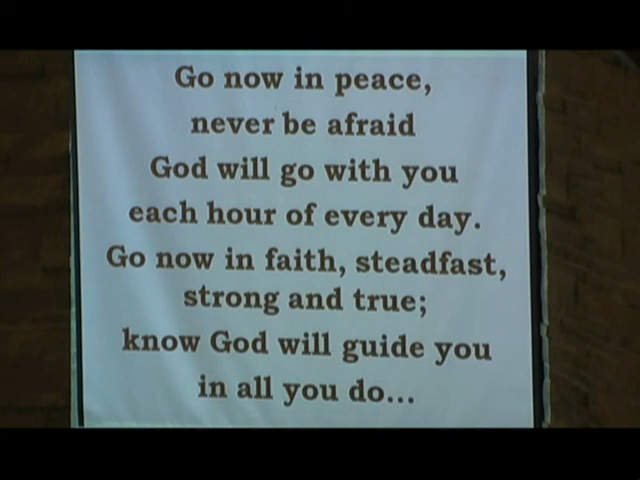 Go now in peace,
never be afraid
God will go with you
each hour of every day.
Go now in faith, steadfast,
strong and true;
know God will guide you
in all you do...